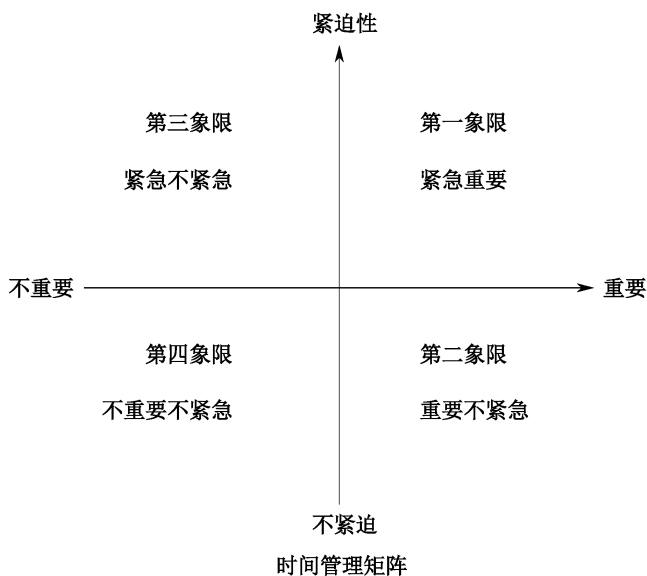 紧迫性
第三象限
第一象限
紧急不紧急
紧急重要
不重要
重要
第四象限
第二象限
不重要不紧急
重要不紧急
不紧迫
时间管理矩阵